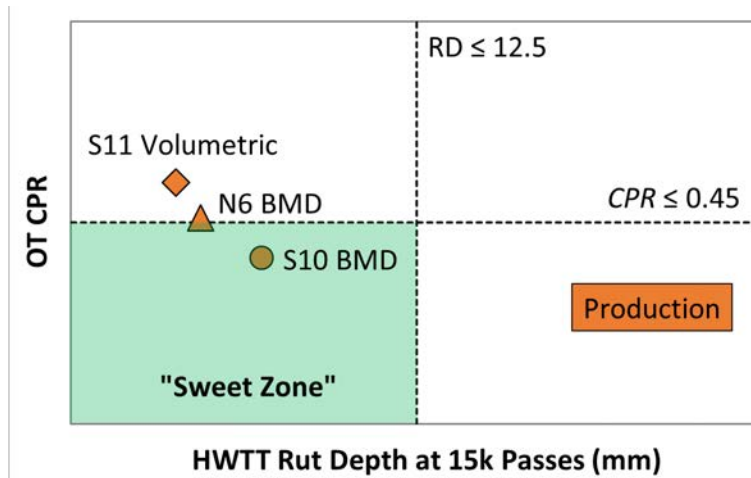 RD ≤ 12.5
S11 Volumetric
CPR ≤ 0.45
N6 BMD
OT CPR
S10 BMD
Production
"Sweet Zone"
HWTT Rut Depth at 15k Passes (mm)